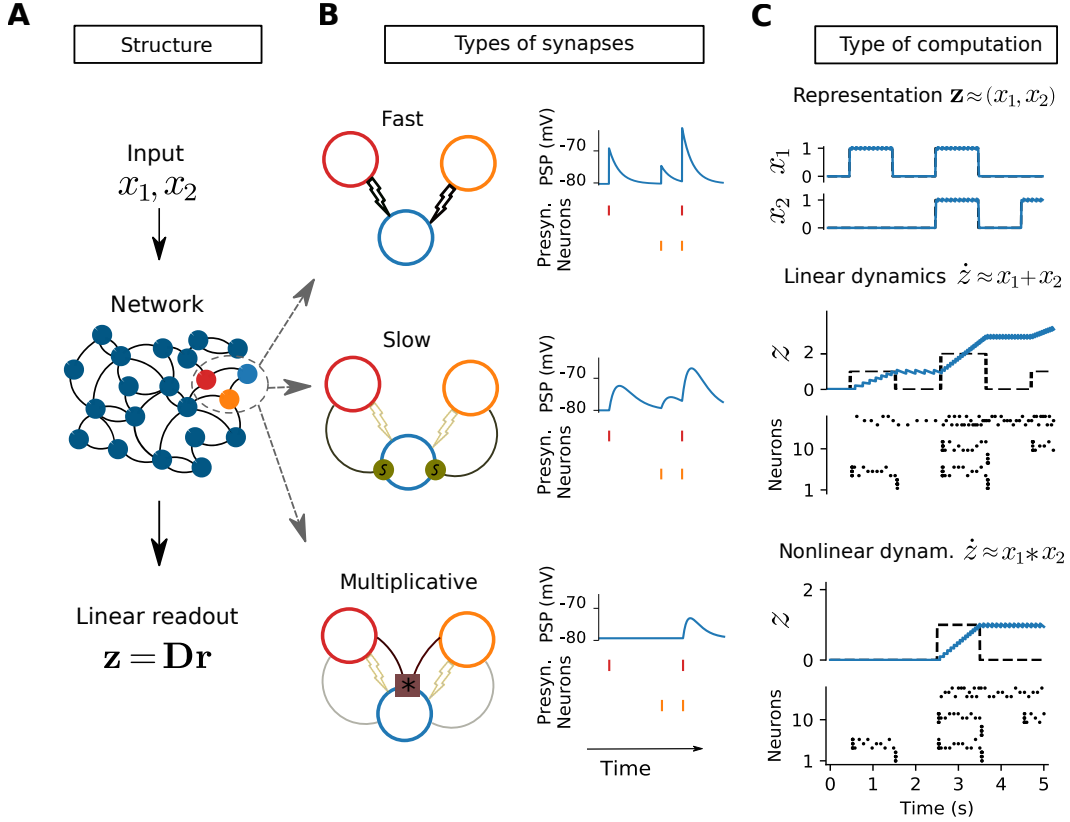 A
Structure
Input
x₁, x₂
Network
Linear readout
z = Dr
B
Types of synapses
Fast
PSP (mV)
-70
-80
Presyn.
Neurons
Slow
S
S
PSP (mV)
-70
-80
Presyn.
Neurons
Multiplicative
*
PSP (mV)
-70
-80
Presyn.
Neurons
Time
C
Type of computation
Representation z ≈ (x₁, x₂)
x₁
1
0
x₂
1
0
Linear dynamics ż ≈ x₁ + x₂
z
2
0
Neurons
10
1
Nonlinear dynam. ż ≈ x₁ * x₂
z
2
1
0
Neurons
10
1
0 1 2 3 4 5
Time (s)